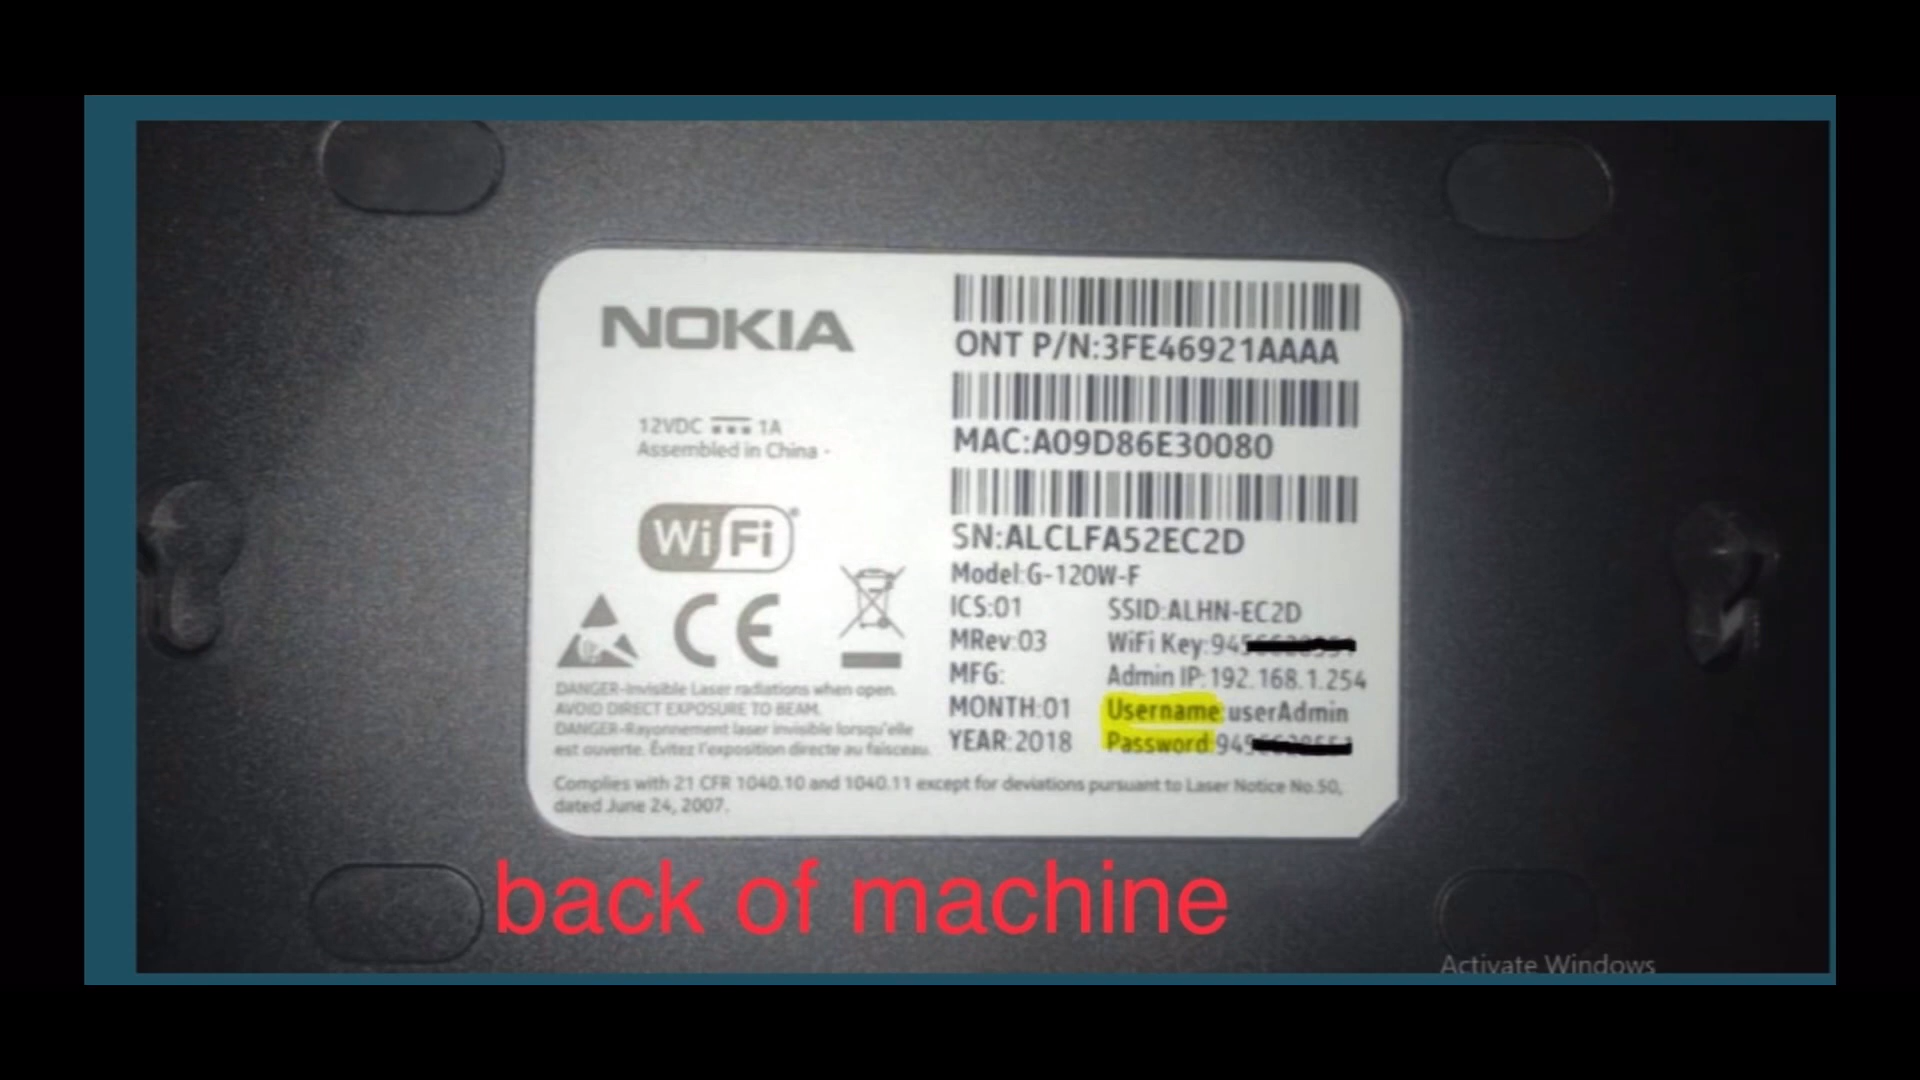 NOKIA
12VDC 1A
Assembled in China -
WiFi
CE
DANGER-Invisible Laser radiations when open.
AVOID DIRECT EXPOSURE TO BEAM.
DANGER-Rayonnement laser invisible lorsqu'elle
est ouverte. Évitez l'exposition directe au faisceau.
ONT P/N:3FE46921AAAA
MAC:A09D86E30080
SN:ALCLFA52EC2D
Model:G-120W-F
ICS:01 SSID:ALHN-EC2D
MRev:03 WiFi Key:945
MFG: Admin IP:192.168.1.254
MONTH:01 Username:userAdmin
YEAR:2018 Password:945
Complies with 21 CFR 1040.10 and 1040.11 except for deviations pursuant to Laser Notice No.50,
dated June 24, 2007.
back of machine
Activate Windows